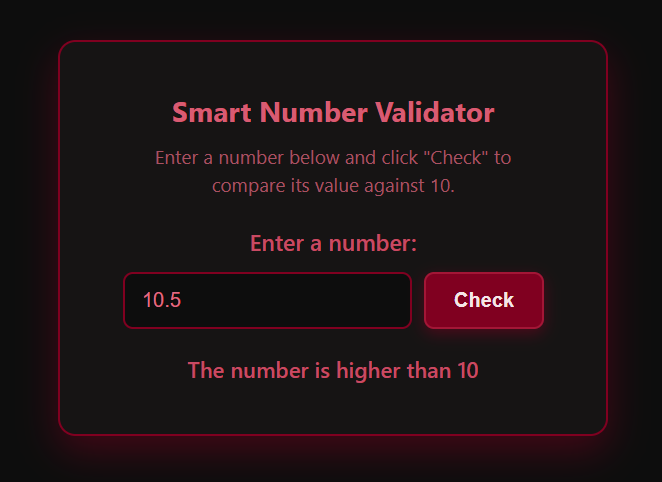 Smart Number Validator
Enter a number below and click "Check" to
compare its value against 10.
Enter a number:
10.5
Check
The number is higher than 10